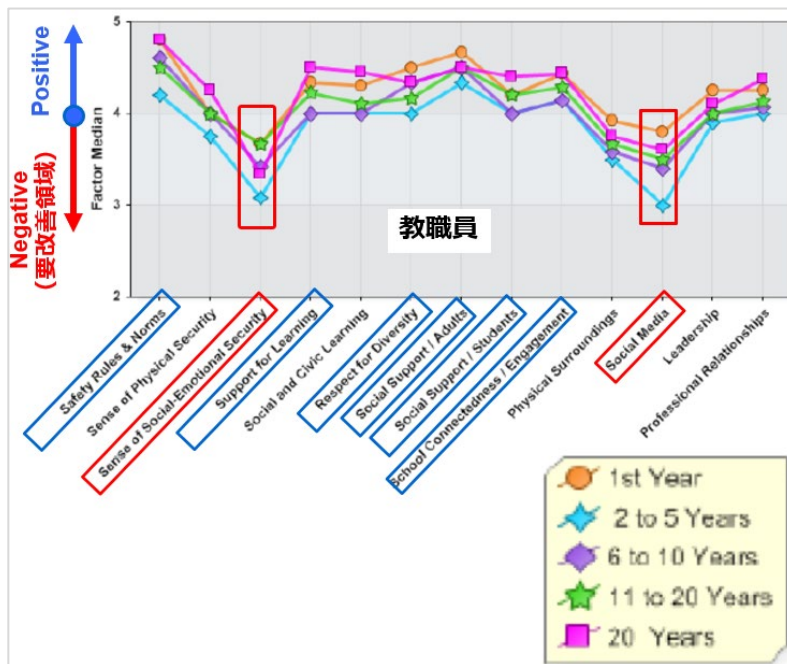 Positive
Negative
(要改善領域)
Factor Median
5
4
3
2
教職員
Safety Rules & Norms
Sense of Physical Security
Sense of Social-Emotional Security
Support for Learning
Social and Civic Learning
Respect for Diversity
Social Support / Adults
Social Support / Students
School Connectedness / Engagement
Physical Surroundings
Social Media
Leadership
Professional Relationships
1st Year
2 to 5 Years
6 to 10 Years
11 to 20 Years
20 Years